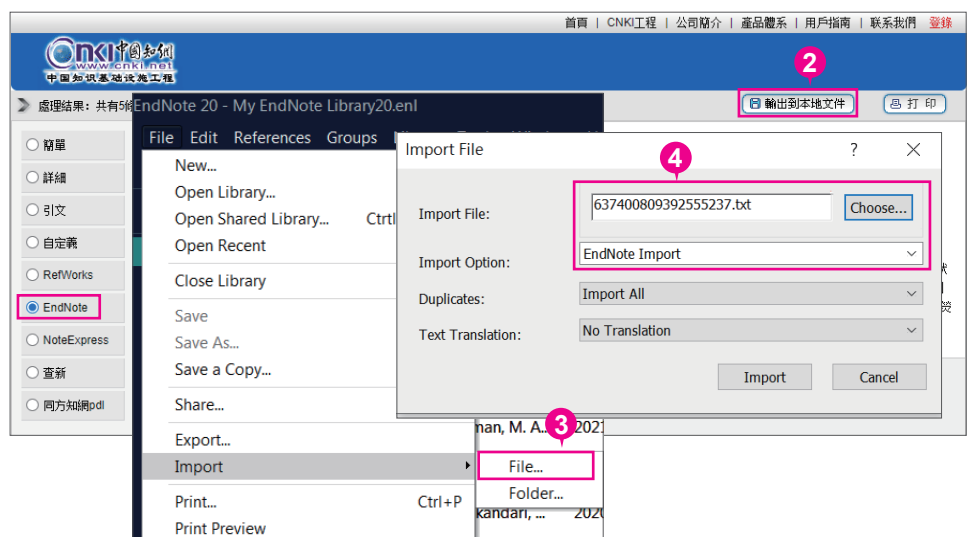 首頁 | CNKI工程 | 公司簡介 | 產品體系 | 用戶指南 | 联系我們 登錄
cnki中国知网
www.cnki.net
中国知识基础设施工程
2
處理結果：共有5條
輸出到本地文件
打 印
EndNote 20 - My EndNote Library20.enl
File Edit References Groups
簡單
詳細
引文
自定義
RefWorks
EndNote
NoteExpress
查新
同方知網pdl
New...
Open Library...
Open Shared Library... Ctrl
Open Recent
Close Library
Save
Save As...
Save a Copy...
Share...
Export...
Import
Print... Ctrl+P
Print Preview
3
File...
Folder...
man, M. A... 2021
kandari, ... 2020
Import File ? ×
4
Import File: 637400809392555237.txt Choose...
Import Option: EndNote Import
Duplicates: Import All
Text Translation: No Translation
Import Cancel